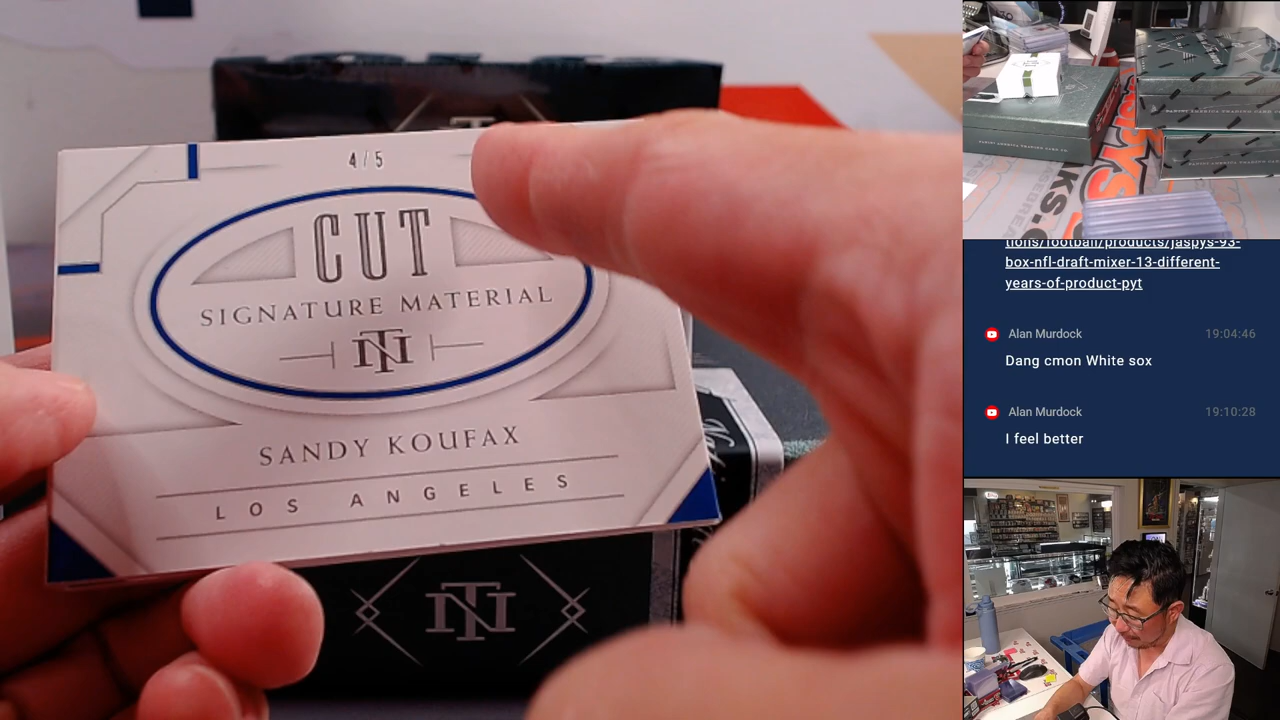 4/5
CUT
SIGNATURE MATERIAL
NT
SANDY KOUFAX
LOS ANGELES
NT
tions/football/products/jaspys-93-
box-nfl-draft-mixer-13-different-
years-of-product-pyt
Alan Murdock 19:04:46
Dang cmon White sox
Alan Murdock 19:10:28
I feel better